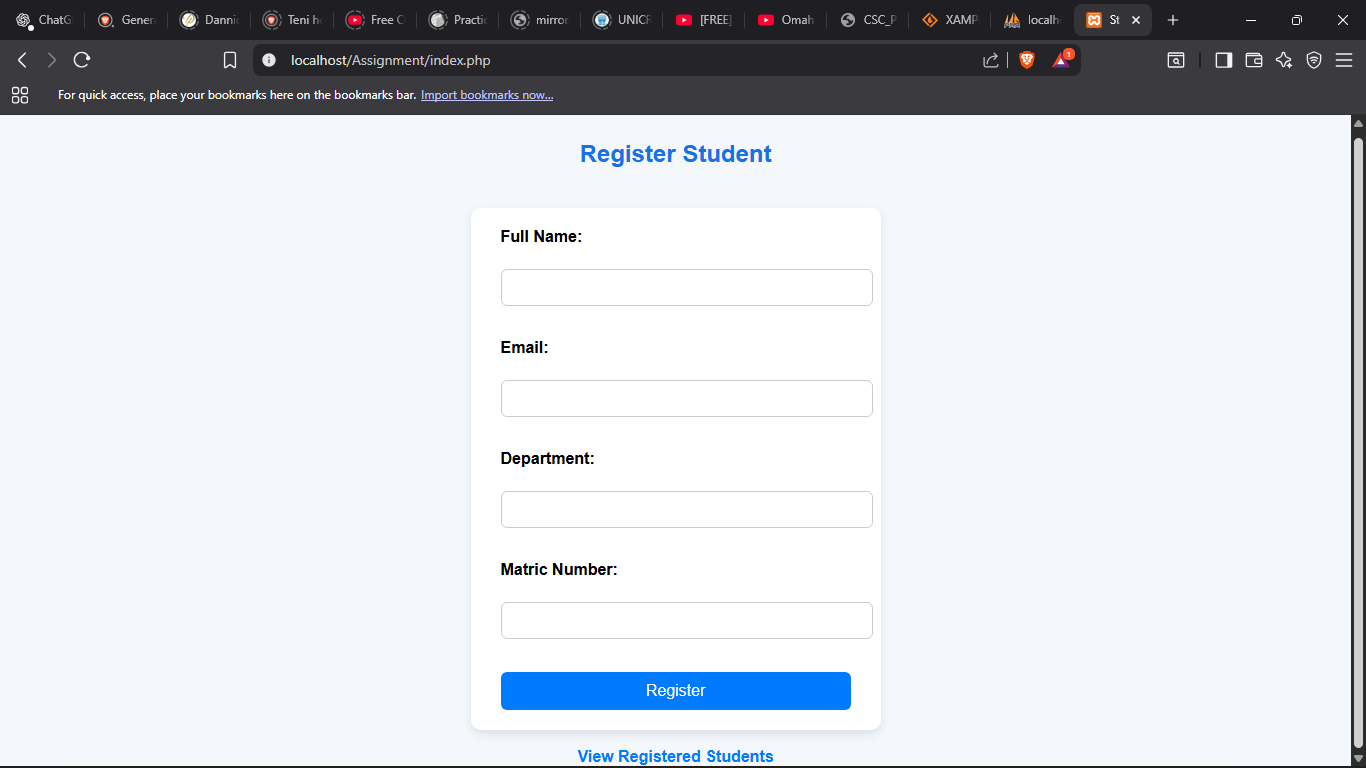 ChatG
Genera
Dannic
Teni h
Free C
Practic
mirror
UNICR
[FREE]
Omah
CSC_P
XAMP
localh
St
localhost/Assignment/index.php
1
For quick access, place your bookmarks here on the bookmarks bar. Import bookmarks now...
Register Student
Full Name:
Email:
Department:
Matric Number:
Register
View Registered Students